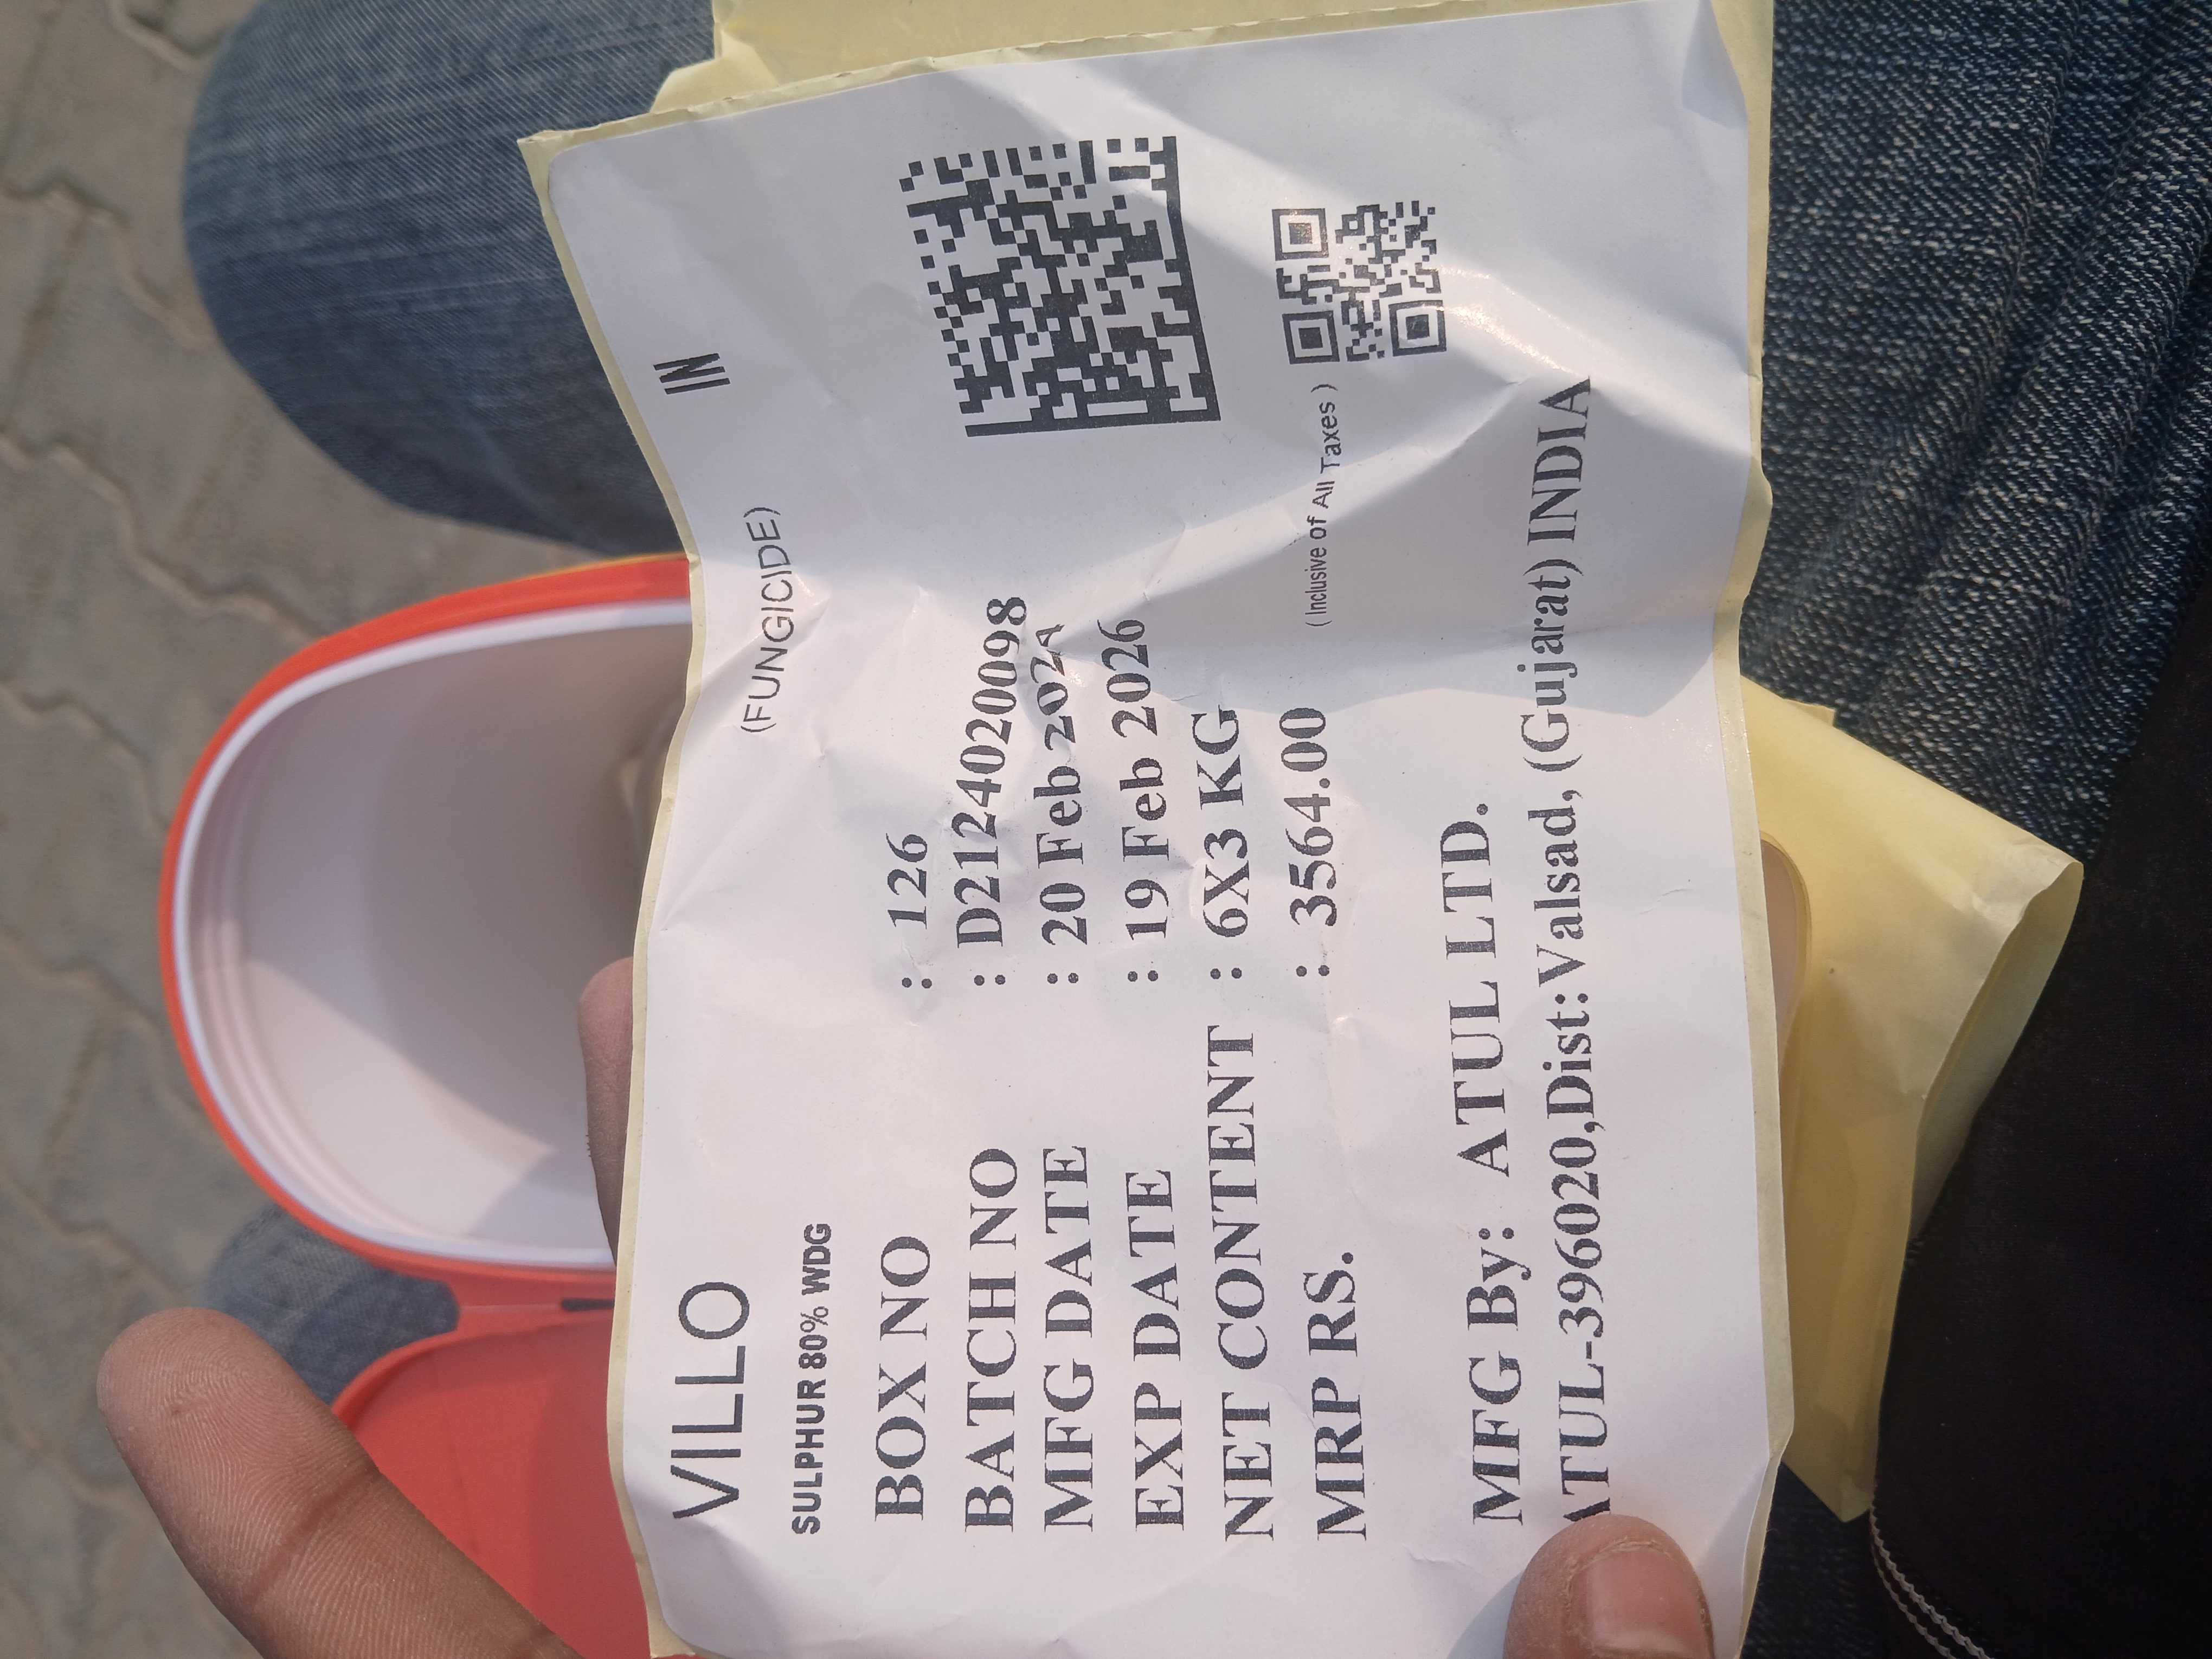 VILLO IN
SULPHUR 80% WDG (FUNGICIDE)
BOX NO : 126
BATCH NO : D2124020098
MFG DATE : 20 Feb 2024
EXP DATE : 19 Feb 2026
NET CONTENT : 6X3 KG
MRP RS. : 3564.00 ( Inclusive of All Taxes )
MFG By: ATUL LTD.
ATUL-396020,Dist:Valsad, (Gujarat) INDIA